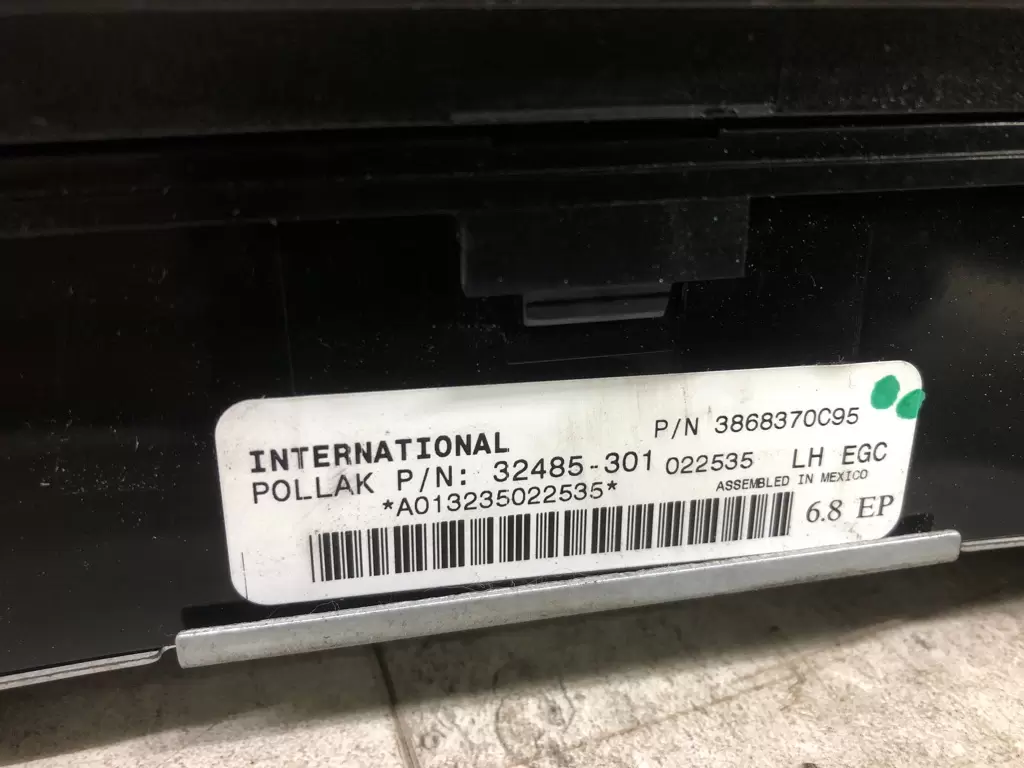 P/N 3868370C95
INTERNATIONAL
POLLAK P/N: 32485-301 022535 LH EGC
*A013235022535* ASSEMBLED IN MEXICO
6.8 EP